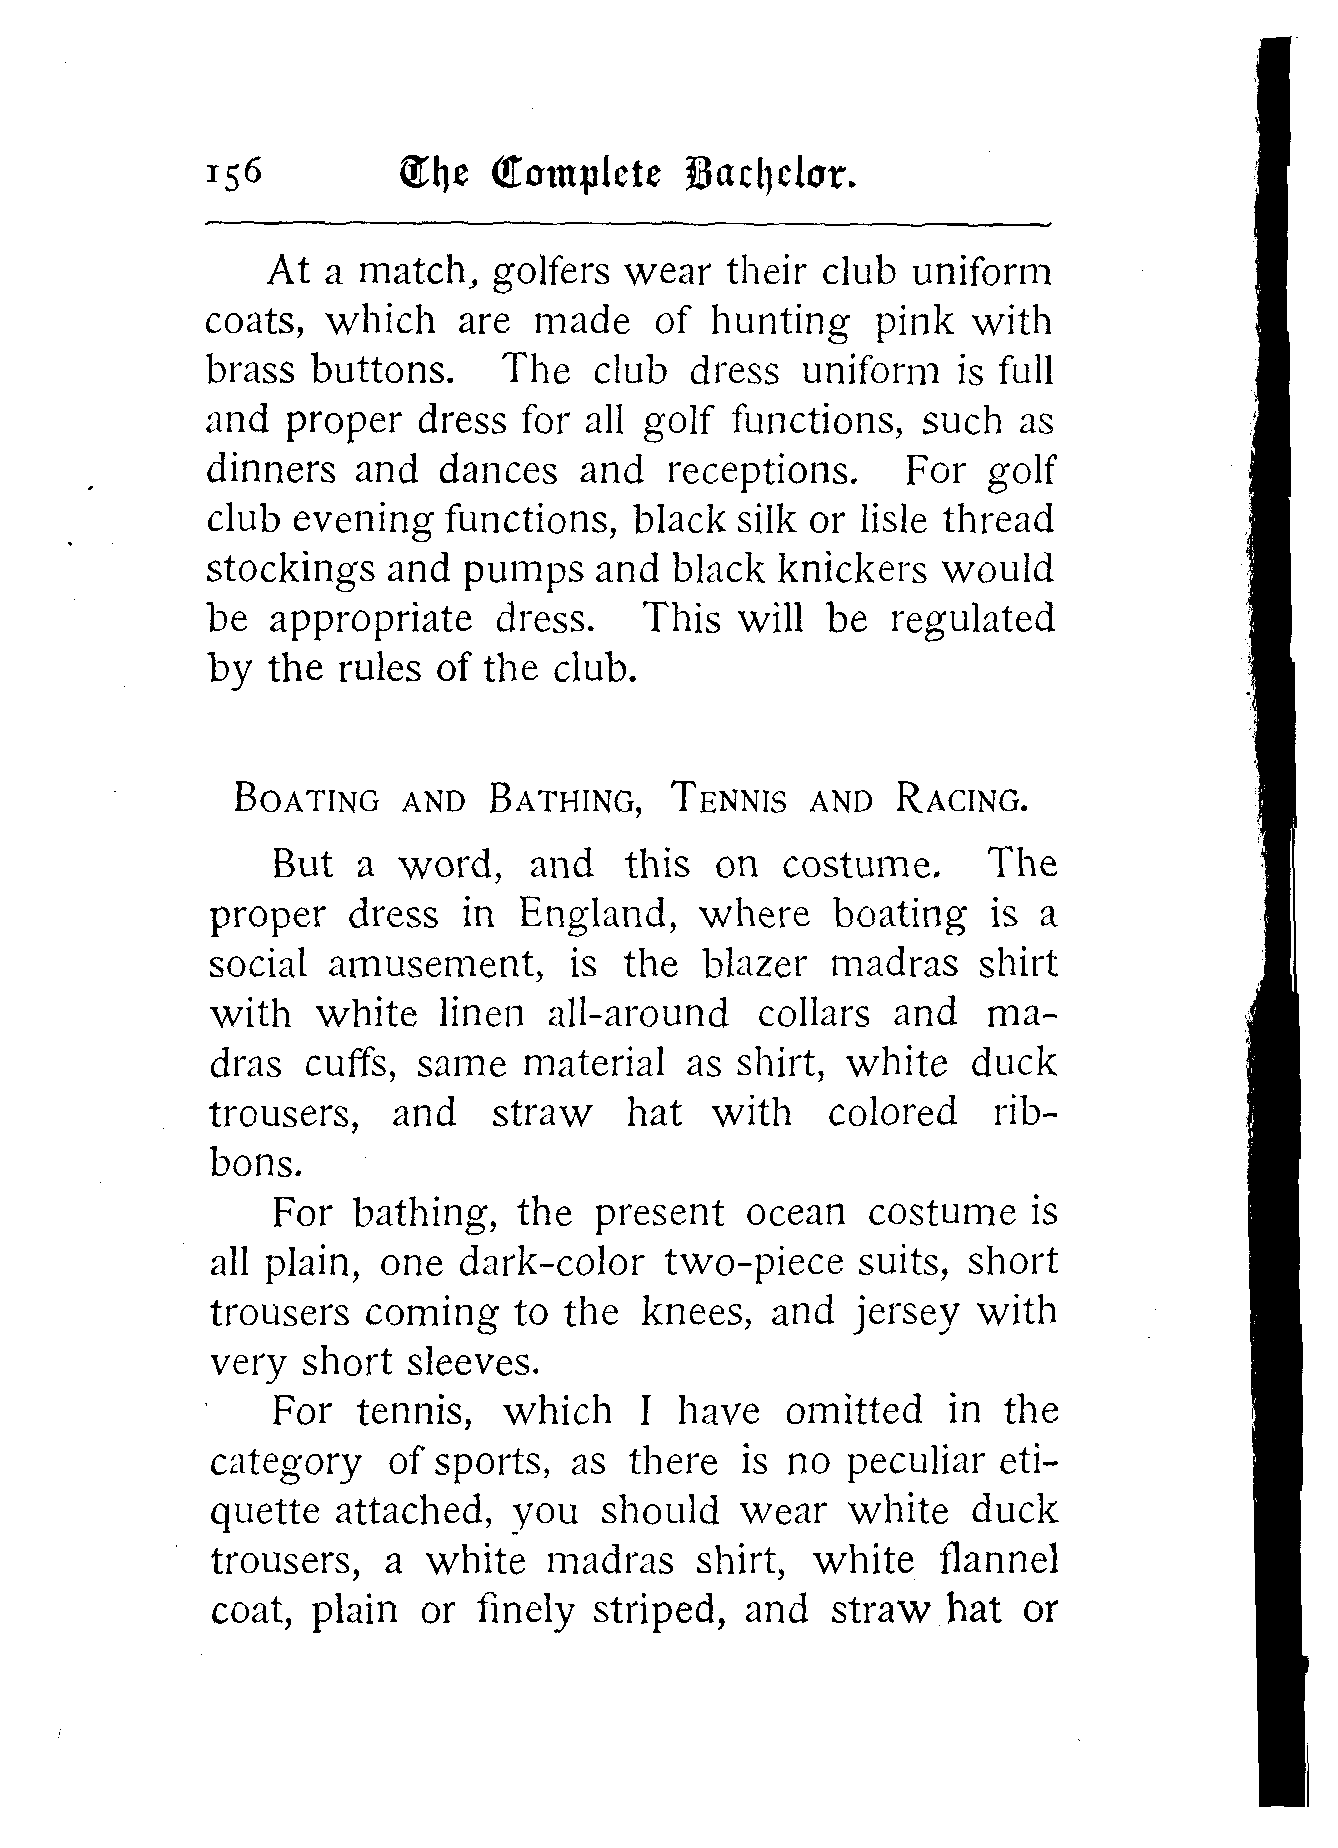 156 The Complete Bachelor.
At a match, golfers wear their club uniform
coats, which are made of hunting pink with
brass buttons. The club dress uniform is full
and proper dress for all golf functions, such as
dinners and dances and receptions. For golf
club evening functions, black silk or lisle thread
stockings and pumps and black knickers would
be appropriate dress. This will be regulated
by the rules of the club.
BOATING AND BATHING, TENNIS AND RACING.
But a word, and this on costume. The
proper dress in England, where boating is a
social amusement, is the blazer madras shirt
with white linen all-around collars and ma-
dras cuffs, same material as shirt, white duck
trousers, and straw hat with colored rib-
bons.
For bathing, the present ocean costume is
all plain, one dark-color two-piece suits, short
trousers coming to the knees, and jersey with
very short sleeves.
For tennis, which I have omitted in the
category of sports, as there is no peculiar eti-
quette attached, you should wear white duck
trousers, a white madras shirt, white flannel
coat, plain or finely striped, and straw hat or